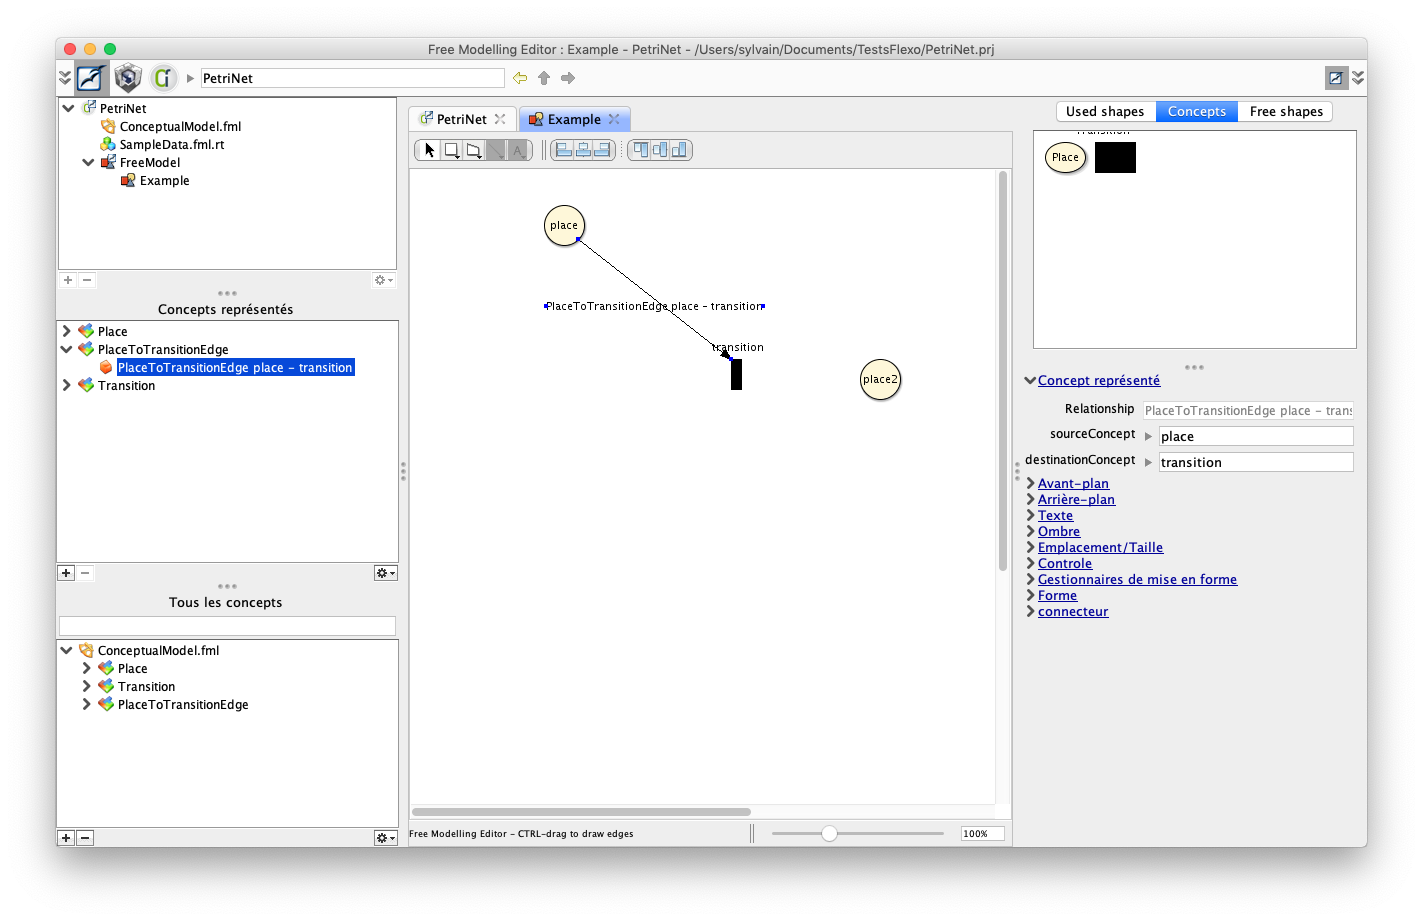 Free Modelling Editor : Example - PetriNet - /Users/sylvain/Documents/TestsFlexo/PetriNet.prj
PetriNet
PetriNet
ConceptualModel.fml
SampleData.fml.rt
FreeModel
Example
Concepts représentés
Place
PlaceToTransitionEdge
PlaceToTransitionEdge place - transition
Transition
Tous les concepts
ConceptualModel.fml
Place
Transition
PlaceToTransitionEdge
PetriNet
Example
A
place
PlaceToTransitionEdge place - transition
transition
place2
Free Modelling Editor - CTRL-drag to draw edges
100%
Used shapes
Concepts
Free shapes
Transition
Place
Concept représenté
Relationship
PlaceToTransitionEdge place - trans
sourceConcept
place
destinationConcept
transition
Avant-plan
Arrière-plan
Texte
Ombre
Emplacement/Taille
Controle
Gestionnaires de mise en forme
Forme
connecteur